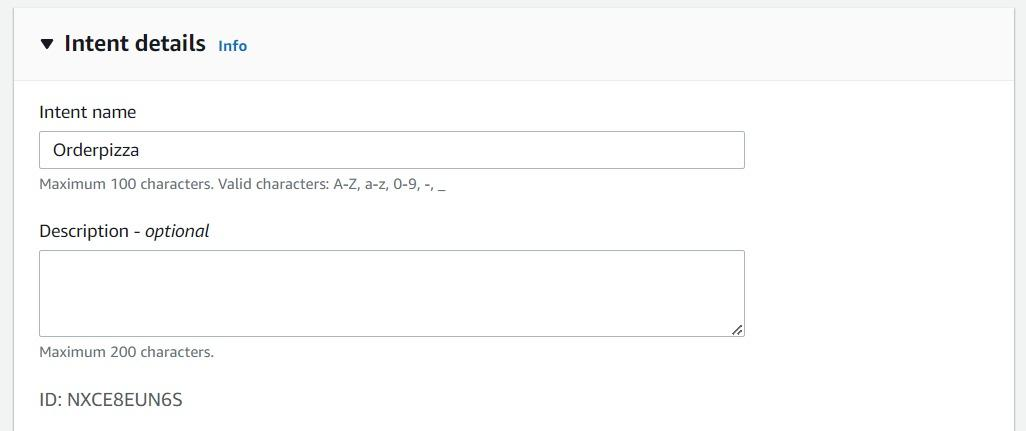 Intent details Info
Intent name
Orderpizza
Maximum 100 characters. Valid characters: A-Z, a-z, 0-9, -, _
Description - optional
Maximum 200 characters.
ID: NXCE8EUN6S